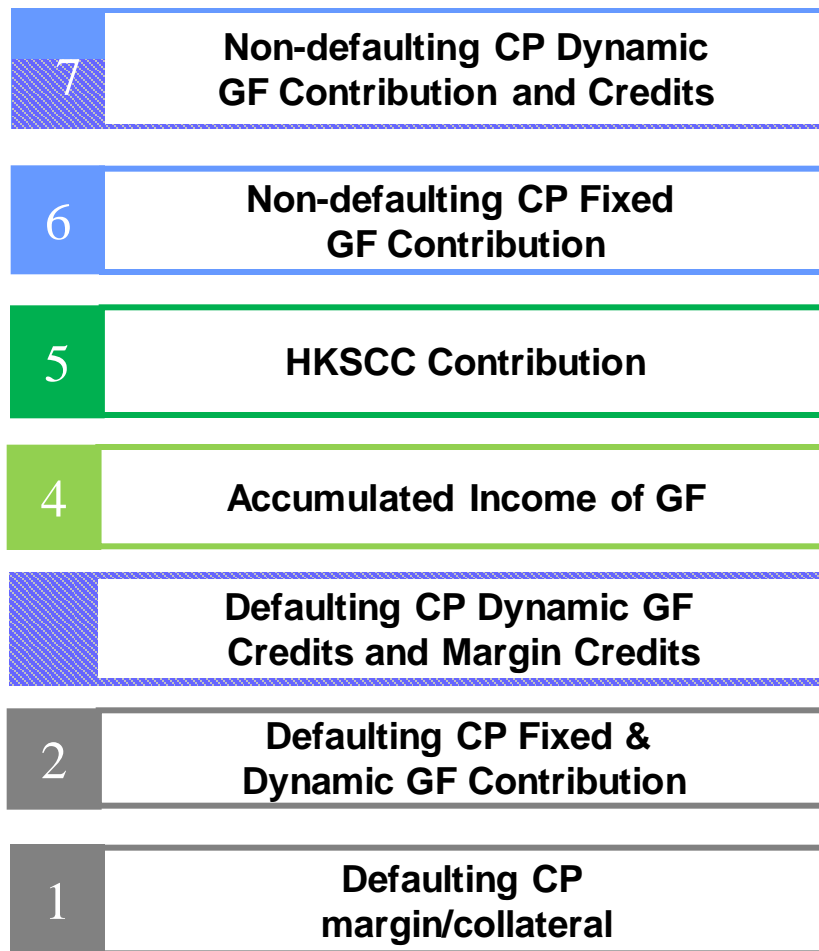 7
Non-defaulting CP Dynamic
GF Contribution and Credits
6
Non-defaulting CP Fixed
GF Contribution
5
HKSCC Contribution
4
Accumulated Income of GF
Defaulting CP Dynamic GF
Credits and Margin Credits
2
Defaulting CP Fixed &
Dynamic GF Contribution
1
Defaulting CP
margin/collateral